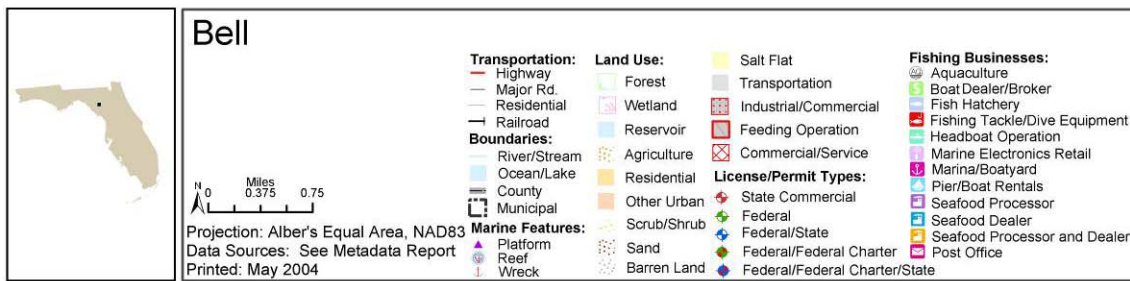 Bell
N
Miles
0 0.375 0.75
Projection: Alber's Equal Area, NAD83
Data Sources: See Metadata Report
Printed: May 2004
Transportation:
Highway
Major Rd.
Residential
Railroad
Boundaries:
River/Stream
Ocean/Lake
County
Municipal
Marine Features:
Platform
Reef
Wreck
Land Use:
Forest
Wetland
Reservoir
Agriculture
Residential
Other Urban
Scrub/Shrub
Sand
Barren Land
Salt Flat
Transportation
Industrial/Commercial
Feeding Operation
Commercial/Service
License/Permit Types:
State Commercial
Federal
Federal/State
Federal/Federal Charter
Federal/Federal Charter/State
Fishing Businesses:
Aquaculture
Boat Dealer/Broker
Fish Hatchery
Fishing Tackle/Dive Equipment
Headboat Operation
Marine Electronics Retail
Marina/Boatyard
Pier/Boat Rentals
Seafood Processor
Seafood Dealer
Seafood Processor and Dealer
Post Office